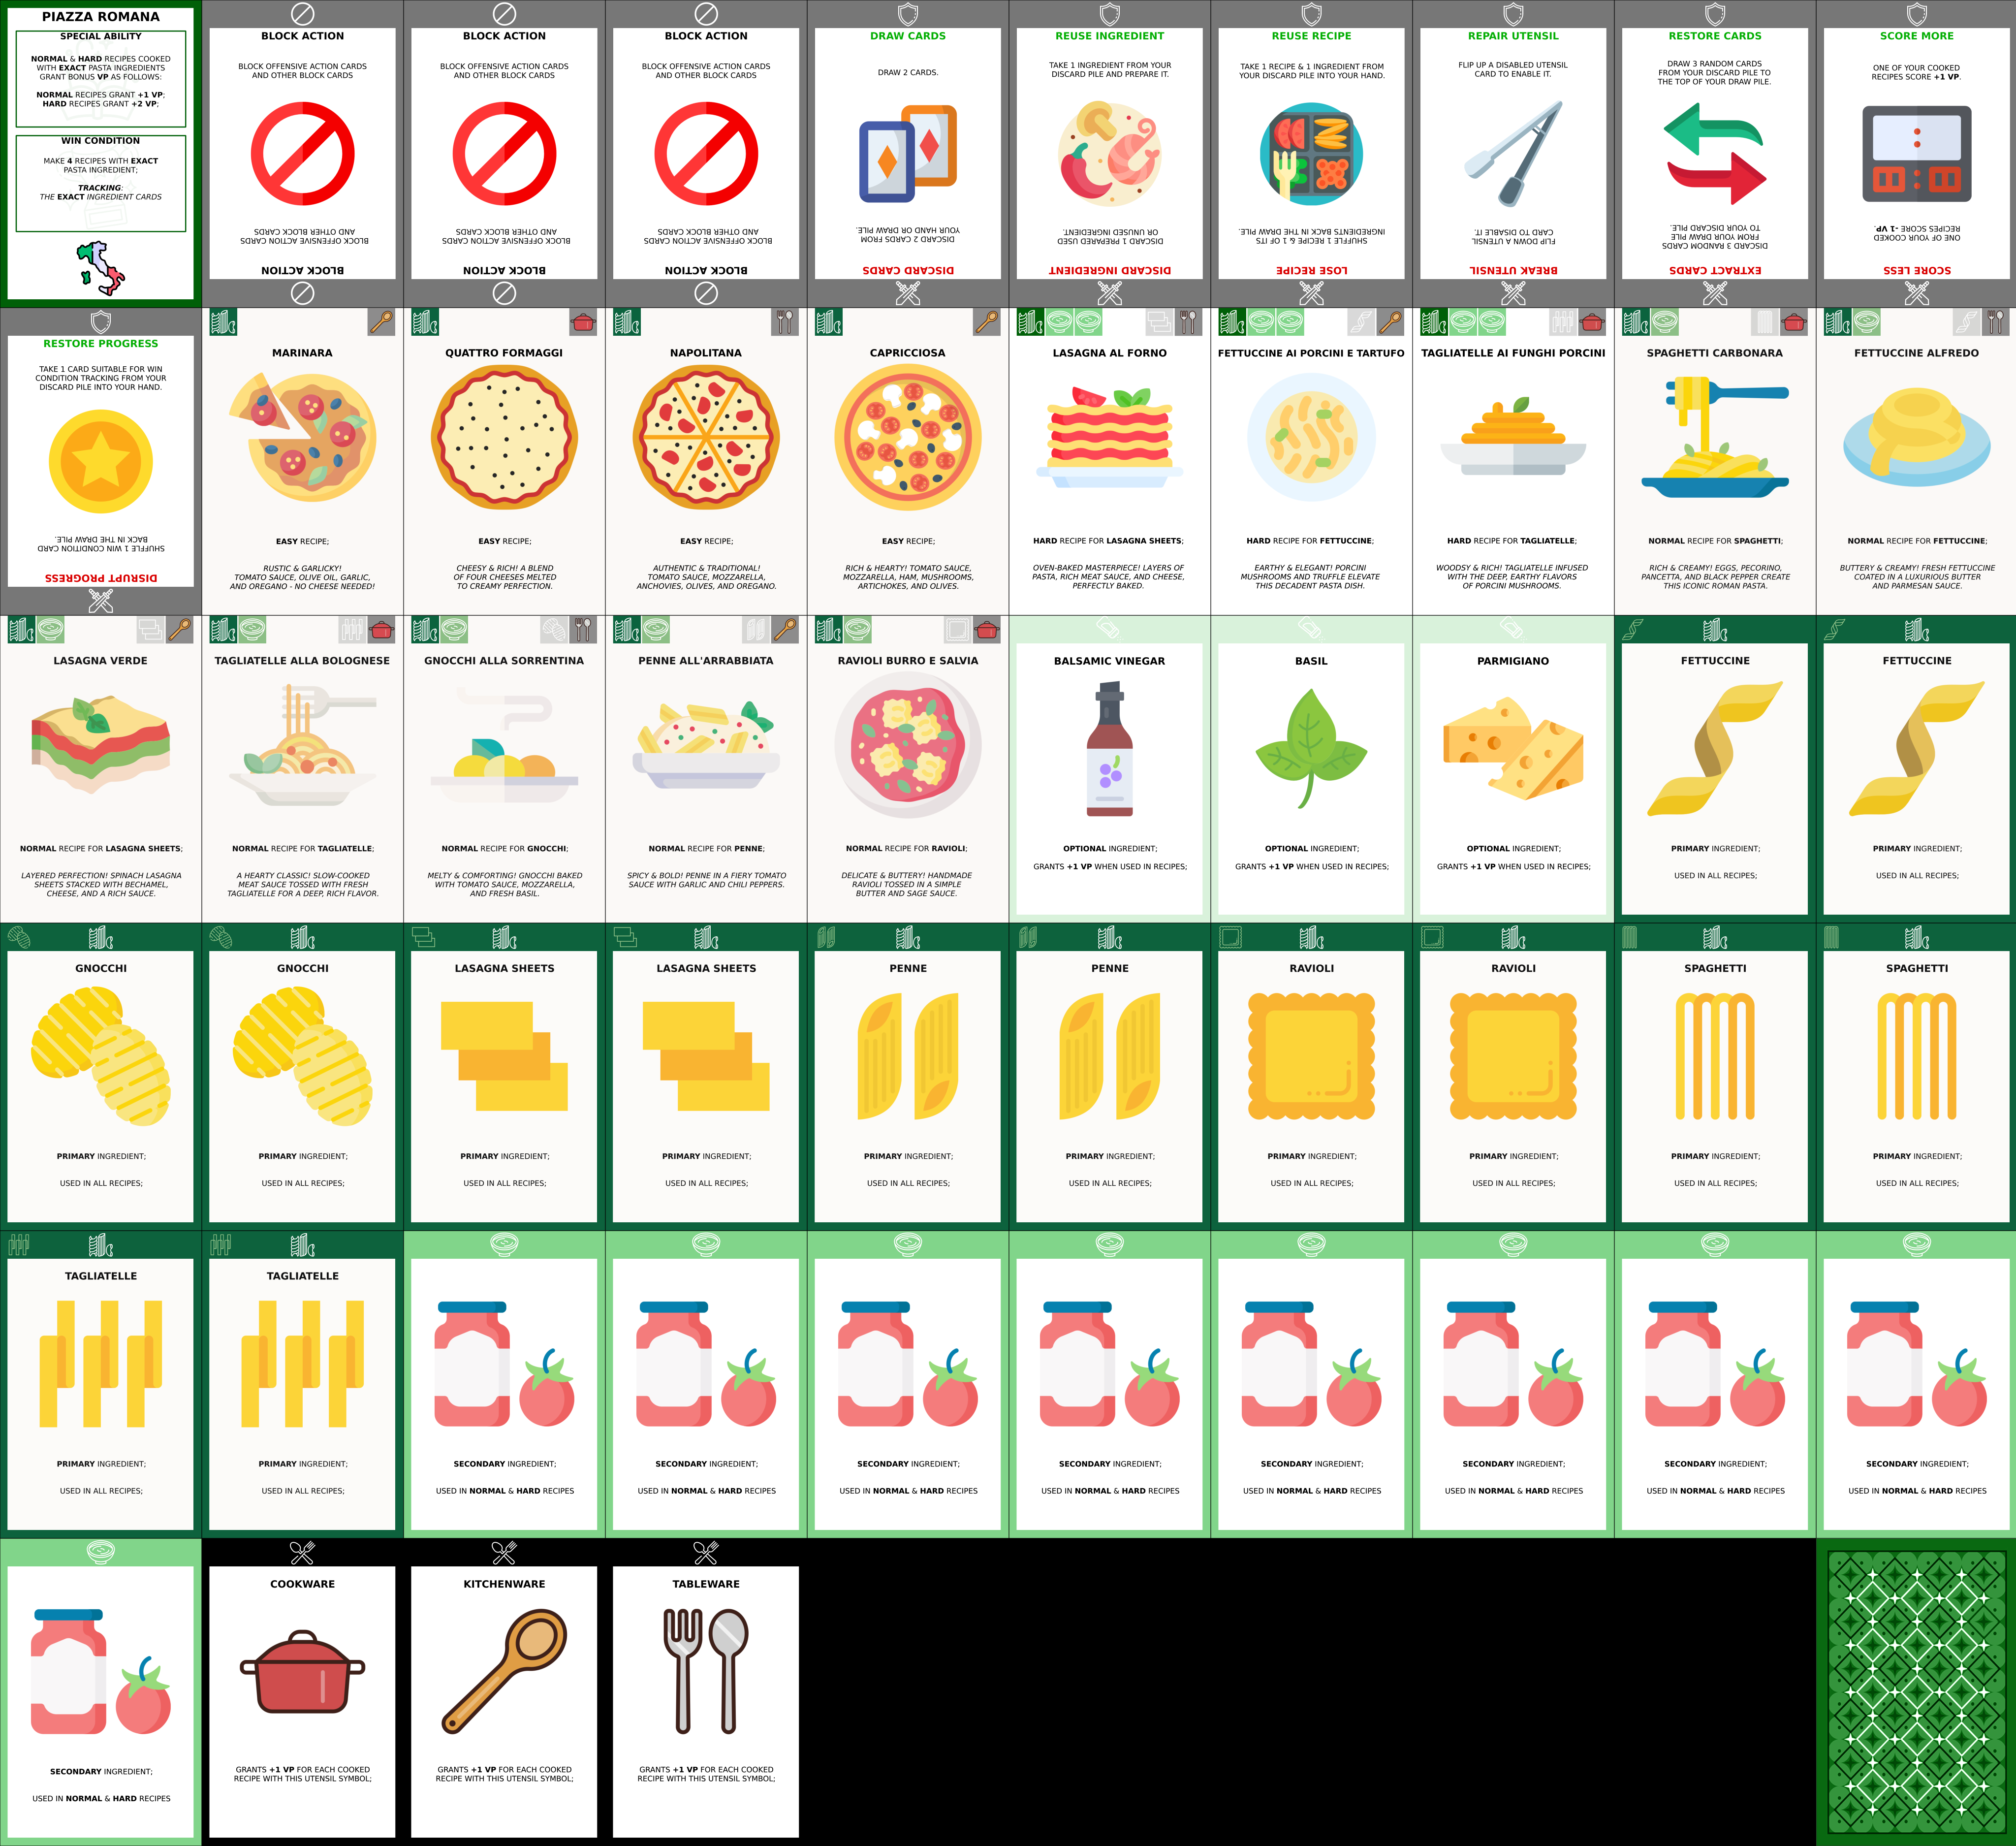 PIAZZA ROMANA
SPECIAL ABILITY
NORMAL & HARD RECIPES COOKED
WITH EXACT PASTA INGREDIENTS
GRANT BONUS VP AS FOLLOWS:
NORMAL RECIPES GRANT +1 VP;
HARD RECIPES GRANT +2 VP;
WIN CONDITION
MAKE 4 RECIPES WITH EXACT
PASTA INGREDIENT;
TRACKING:
THE EXACT INGREDIENT CARDS
BLOCK ACTION
BLOCK OFFENSIVE ACTION CARDS
AND OTHER BLOCK CARDS
BLOCK OFFENSIVE ACTION CARDS
AND OTHER BLOCK CARDS
BLOCK ACTION
BLOCK ACTION
BLOCK OFFENSIVE ACTION CARDS
AND OTHER BLOCK CARDS
BLOCK OFFENSIVE ACTION CARDS
AND OTHER BLOCK CARDS
BLOCK ACTION
BLOCK ACTION
BLOCK OFFENSIVE ACTION CARDS
AND OTHER BLOCK CARDS
BLOCK OFFENSIVE ACTION CARDS
AND OTHER BLOCK CARDS
BLOCK ACTION
DRAW CARDS
DRAW 2 CARDS.
DISCARD CARDS
DISCARD 2 CARDS FROM
YOUR HAND OR DRAW PILE.
REUSE INGREDIENT
TAKE 1 INGREDIENT FROM YOUR
DISCARD PILE AND PREPARE IT.
DISCARD INGREDIENT
DISCARD 1 PREPARED USED
OR UNUSED INGREDIENT.
REUSE RECIPE
TAKE 1 RECIPE & 1 INGREDIENT FROM
YOUR DISCARD PILE INTO YOUR HAND.
LOSE RECIPE
SHUFFLE 1 RECIPE & 1 OF ITS
INGREDIENTS BACK IN THE DRAW PILE.
REPAIR UTENSIL
FLIP UP A DISABLED UTENSIL
CARD TO ENABLE IT.
BREAK UTENSIL
FLIP DOWN A UTENSIL
CARD TO DISABLE IT.
RESTORE CARDS
DRAW 3 RANDOM CARDS
FROM YOUR DISCARD PILE TO
THE TOP OF YOUR DRAW PILE.
EXTRACT CARDS
DISCARD 3 RANDOM CARDS
FROM YOUR DRAW PILE
TO YOUR DISCARD PILE.
SCORE MORE
ONE OF YOUR COOKED
RECIPES SCORE +1 VP.
SCORE LESS
ONE OF YOUR COOKED
RECIPES SCORE -1 VP.
RESTORE PROGRESS
TAKE 1 CARD SUITABLE FOR WIN
CONDITION TRACKING FROM YOUR
DISCARD PILE INTO YOUR HAND.
DISRUPT PROGRESS
SHUFFLE 1 WIN CONDITION CARD
BACK IN THE DRAW PILE.
MARINARA
EASY RECIPE;
RUSTIC & GARLICKY!
TOMATO SAUCE, OLIVE OIL, GARLIC,
AND OREGANO - NO CHEESE NEEDED!
QUATTRO FORMAGGI
EASY RECIPE;
CHEESY & RICH! A BLEND
OF FOUR CHEESES MELTED
TO CREAMY PERFECTION.
NAPOLITANA
EASY RECIPE;
AUTHENTIC & TRADITIONAL!
TOMATO SAUCE, MOZZARELLA,
ANCHOVIES, OLIVES, AND OREGANO.
CAPRICCIOSA
EASY RECIPE;
RICH & HEARTY! TOMATO SAUCE,
MOZZARELLA, HAM, MUSHROOMS,
ARTICHOKES, AND OLIVES.
LASAGNA AL FORNO
HARD RECIPE FOR LASAGNA SHEETS;
OVEN-BAKED MASTERPIECE! LAYERS OF
PASTA, RICH MEAT SAUCE, AND CHEESE,
PERFECTLY BAKED.
FETTUCCINE AI PORCINI E TARTUFO
HARD RECIPE FOR FETTUCCINE;
EARTHY & ELEGANT! PORCINI
MUSHROOMS AND TRUFFLE ELEVATE
THIS DECADENT PASTA DISH.
TAGLIATELLE AI FUNGHI PORCINI
HARD RECIPE FOR TAGLIATELLE;
WOODSY & RICH! TAGLIATELLE INFUSED
WITH THE DEEP, EARTHY FLAVORS
OF PORCINI MUSHROOMS.
SPAGHETTI CARBONARA
NORMAL RECIPE FOR SPAGHETTI;
RICH & CREAMY! EGGS, PECORINO,
PANCETTA, AND BLACK PEPPER CREATE
THIS ICONIC ROMAN PASTA.
FETTUCCINE ALFREDO
NORMAL RECIPE FOR FETTUCCINE;
BUTTERY & CREAMY! FRESH FETTUCCINE
COATED IN A LUXURIOUS BUTTER
AND PARMESAN SAUCE.
LASAGNA VERDE
NORMAL RECIPE FOR LASAGNA SHEETS;
LAYERED PERFECTION! SPINACH LASAGNA
SHEETS STACKED WITH BECHAMEL,
CHEESE, AND A RICH SAUCE.
TAGLIATELLE ALLA BOLOGNESE
NORMAL RECIPE FOR TAGLIATELLE;
A HEARTY CLASSIC! SLOW-COOKED
MEAT SAUCE TOSSED WITH FRESH
TAGLIATELLE FOR A DEEP, RICH FLAVOR.
GNOCCHI ALLA SORRENTINA
NORMAL RECIPE FOR GNOCCHI;
MELTY & COMFORTING! GNOCCHI BAKED
WITH TOMATO SAUCE, MOZZARELLA,
AND FRESH BASIL.
PENNE ALL'ARRABBIATA
NORMAL RECIPE FOR PENNE;
SPICY & BOLD! PENNE IN A FIERY TOMATO
SAUCE WITH GARLIC AND CHILI PEPPERS.
RAVIOLI BURRO E SALVIA
NORMAL RECIPE FOR RAVIOLI;
DELICATE & BUTTERY! HANDMADE
RAVIOLI TOSSED IN A SIMPLE
BUTTER AND SAGE SAUCE.
BALSAMIC VINEGAR
OPTIONAL INGREDIENT;
GRANTS +1 VP WHEN USED IN RECIPES;
BASIL
OPTIONAL INGREDIENT;
GRANTS +1 VP WHEN USED IN RECIPES;
PARMIGIANO
OPTIONAL INGREDIENT;
GRANTS +1 VP WHEN USED IN RECIPES;
FETTUCCINE
PRIMARY INGREDIENT;
USED IN ALL RECIPES;
FETTUCCINE
PRIMARY INGREDIENT;
USED IN ALL RECIPES;
GNOCCHI
PRIMARY INGREDIENT;
USED IN ALL RECIPES;
GNOCCHI
PRIMARY INGREDIENT;
USED IN ALL RECIPES;
LASAGNA SHEETS
PRIMARY INGREDIENT;
USED IN ALL RECIPES;
LASAGNA SHEETS
PRIMARY INGREDIENT;
USED IN ALL RECIPES;
PENNE
PRIMARY INGREDIENT;
USED IN ALL RECIPES;
PENNE
PRIMARY INGREDIENT;
USED IN ALL RECIPES;
RAVIOLI
PRIMARY INGREDIENT;
USED IN ALL RECIPES;
RAVIOLI
PRIMARY INGREDIENT;
USED IN ALL RECIPES;
SPAGHETTI
PRIMARY INGREDIENT;
USED IN ALL RECIPES;
SPAGHETTI
PRIMARY INGREDIENT;
USED IN ALL RECIPES;
TAGLIATELLE
PRIMARY INGREDIENT;
USED IN ALL RECIPES;
TAGLIATELLE
PRIMARY INGREDIENT;
USED IN ALL RECIPES;
SECONDARY INGREDIENT;
USED IN NORMAL & HARD RECIPES
SECONDARY INGREDIENT;
USED IN NORMAL & HARD RECIPES
SECONDARY INGREDIENT;
USED IN NORMAL & HARD RECIPES
SECONDARY INGREDIENT;
USED IN NORMAL & HARD RECIPES
SECONDARY INGREDIENT;
USED IN NORMAL & HARD RECIPES
SECONDARY INGREDIENT;
USED IN NORMAL & HARD RECIPES
SECONDARY INGREDIENT;
USED IN NORMAL & HARD RECIPES
SECONDARY INGREDIENT;
USED IN NORMAL & HARD RECIPES
SECONDARY INGREDIENT;
USED IN NORMAL & HARD RECIPES
COOKWARE
GRANTS +1 VP FOR EACH COOKED
RECIPE WITH THIS UTENSIL SYMBOL;
KITCHENWARE
GRANTS +1 VP FOR EACH COOKED
RECIPE WITH THIS UTENSIL SYMBOL;
TABLEWARE
GRANTS +1 VP FOR EACH COOKED
RECIPE WITH THIS UTENSIL SYMBOL;